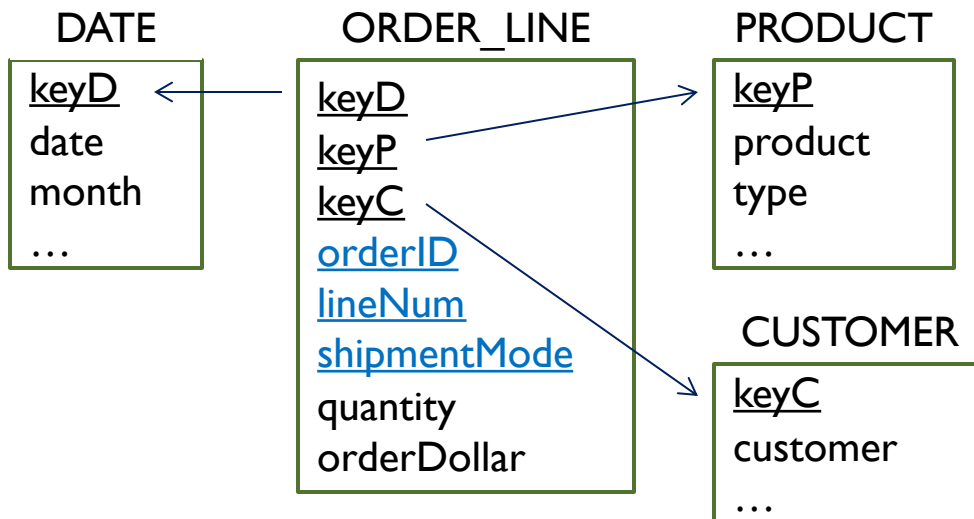 DATE
keyD
date
month
…
ORDER_LINE
keyD
keyP
keyC
orderID
lineNum
shipmentMode
quantity
orderDollar
PRODUCT
keyP
product
type
…
CUSTOMER
keyC
customer
…